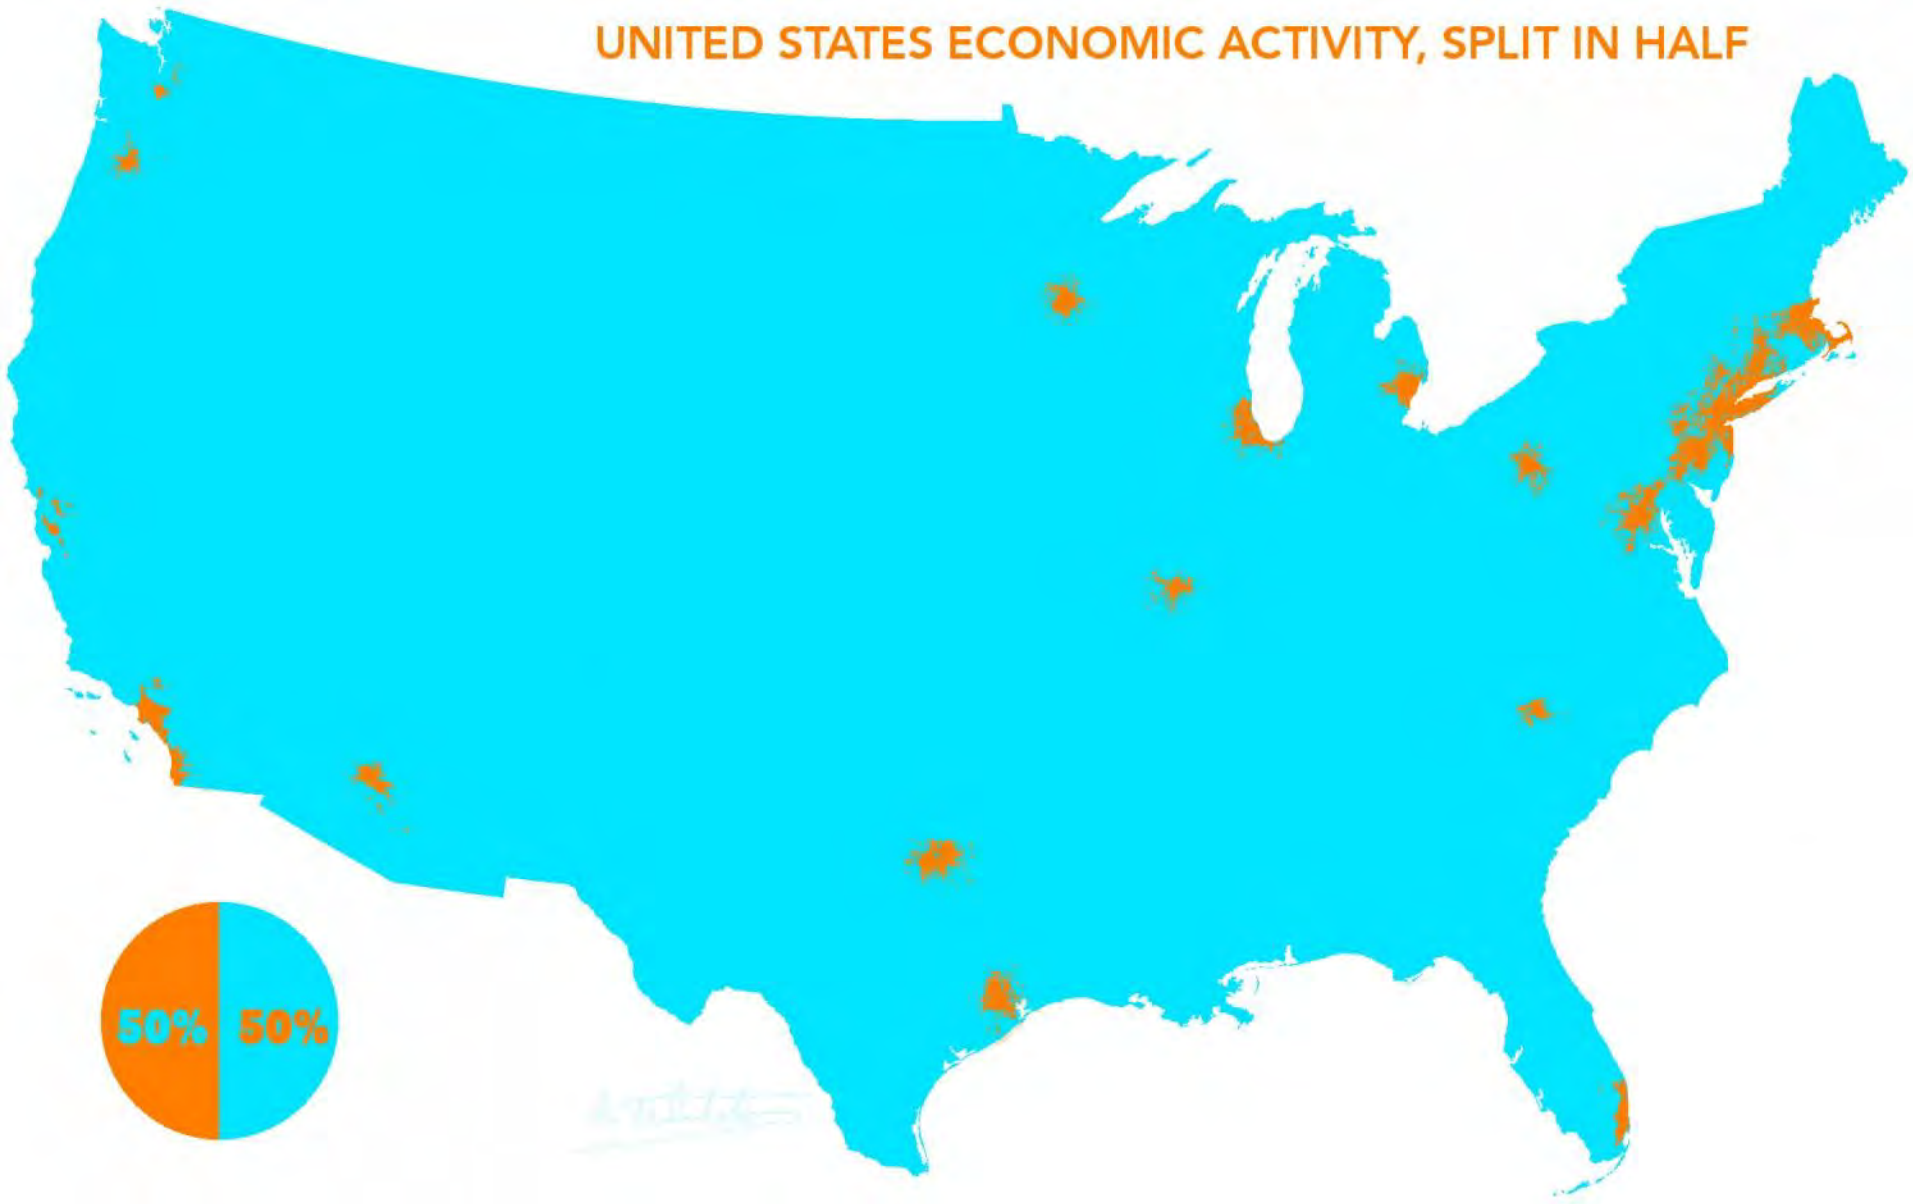 UNITED STATES ECONOMIC ACTIVITY, SPLIT IN HALF
50% 50%